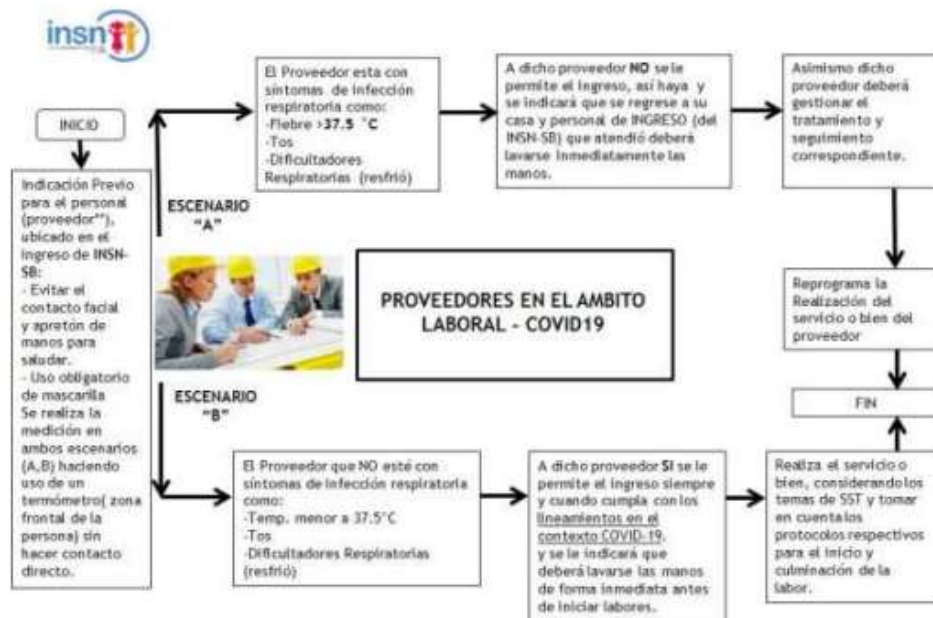 insn
INICIO
Indicación Previo
para el personal
(proveedor**),
ubicado en el
Ingreso de INSN-
SB:
- Evitar el
contacto facial
y apretón de
manos para
saludar.
- Uso obligatorio
de mascarilla
Se realiza la
medición en
ambos escenarios
(A,B) haciendo
uso de un
termómetro( zona
frontal de la
persona) sin
hacer contacto
directo.
ESCENARIO
"A"
El Proveedor esta con
síntomas de Infección
respiratoria como:
-Fiebre >37.5 °C
-Tos
-Dificultadores
Respiratorias (resfrió)
A dicho proveedor NO se le
permite el Ingreso, así haya y
se indicará que se regrese a su
casa y personal de INGRESO (del
INSN-SB) que atendió deberá
lavarse inmediatamente las
manos.
Asimismo dicho
proveedor deberá
gestionar el
tratamiento y
seguimiento
correspondiente.
Reprograma la
Realización del
servicio o bien del
proveedor
FIN
PROVEEDORES EN EL AMBITO
LABORAL - COVID19
ESCENARIO
"B"
El Proveedor que NO esté con
síntomas de Infección respiratoria
como:
-Temp. menor a 37.5°C
-Tos
-Dificultadores Respiratorias
(resfrió)
A dicho proveedor SI se le
permite el ingreso siempre
y cuando cumpla con los
lineamientos en el
contexto COVID-19.
y se le indicará que
deberá lavarse las manos
de forma inmediata antes
de iniciar labores.
Realiza el servicio o
bien, considerando los
temas de SST y tomar
en cuenta los
protocolos respectivos
para el inicio y
culminación de la
labor.